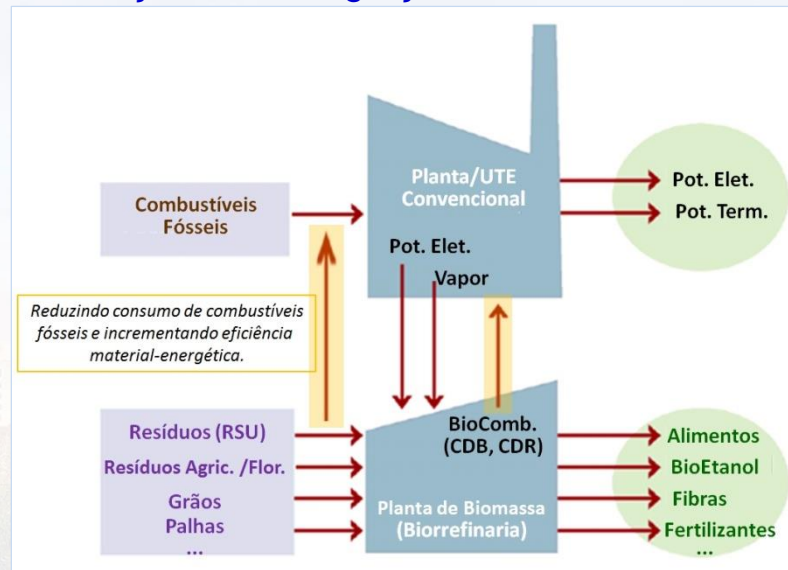 Combustíveis
Fósseis
Planta/UTE
Convencional
Pot. Elet.
Pot. Term.
Pot. Elet.
Vapor
Reduzindo consumo de combustíveis
fósseis e incrementando eficiência
material-energética.
Resíduos (RSU)
Resíduos Agric. /Flor.
Grãos
Palhas
...
BioComb.
(CDB, CDR)
Planta de Biomassa
(Biorrefinaria)
Alimentos
BioEtanol
Fibras
Fertilizantes
...